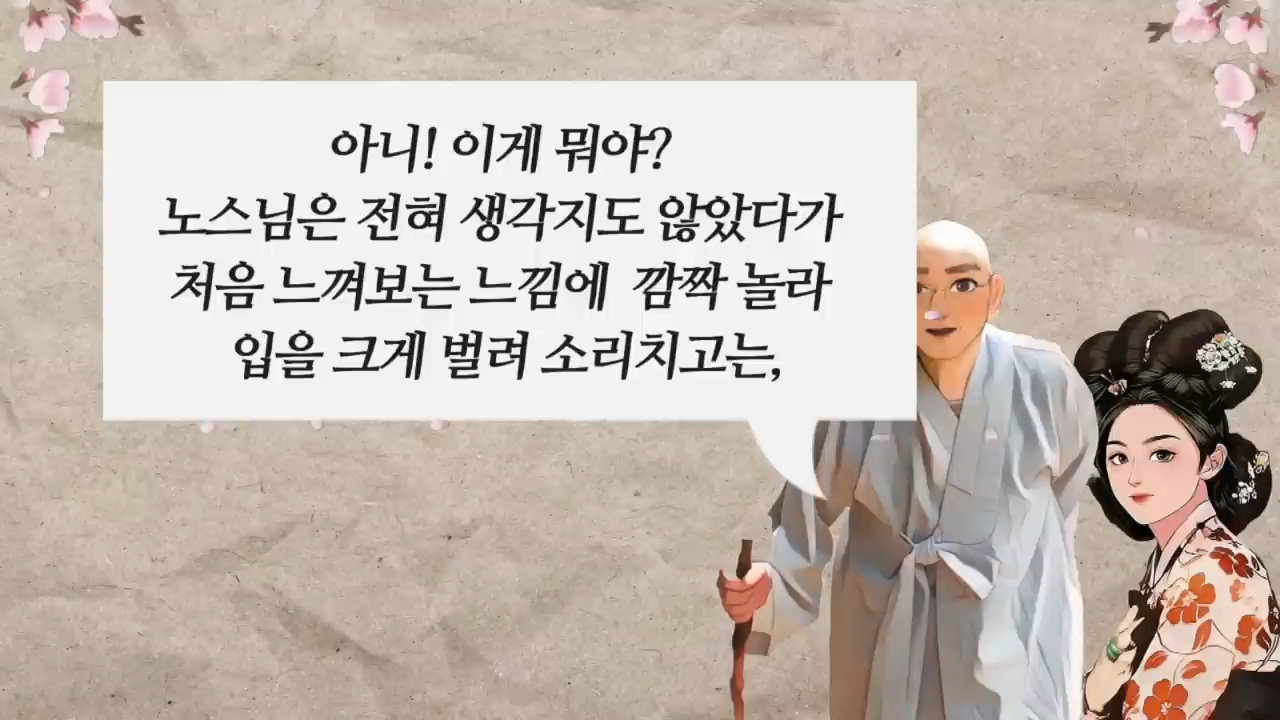 아니! 이게 뭐야?
노스님은 전혀 생각지도 않았다가
처음 느껴보는 느낌에 깜짝 놀라
입을 크게 벌려 소리치고는,